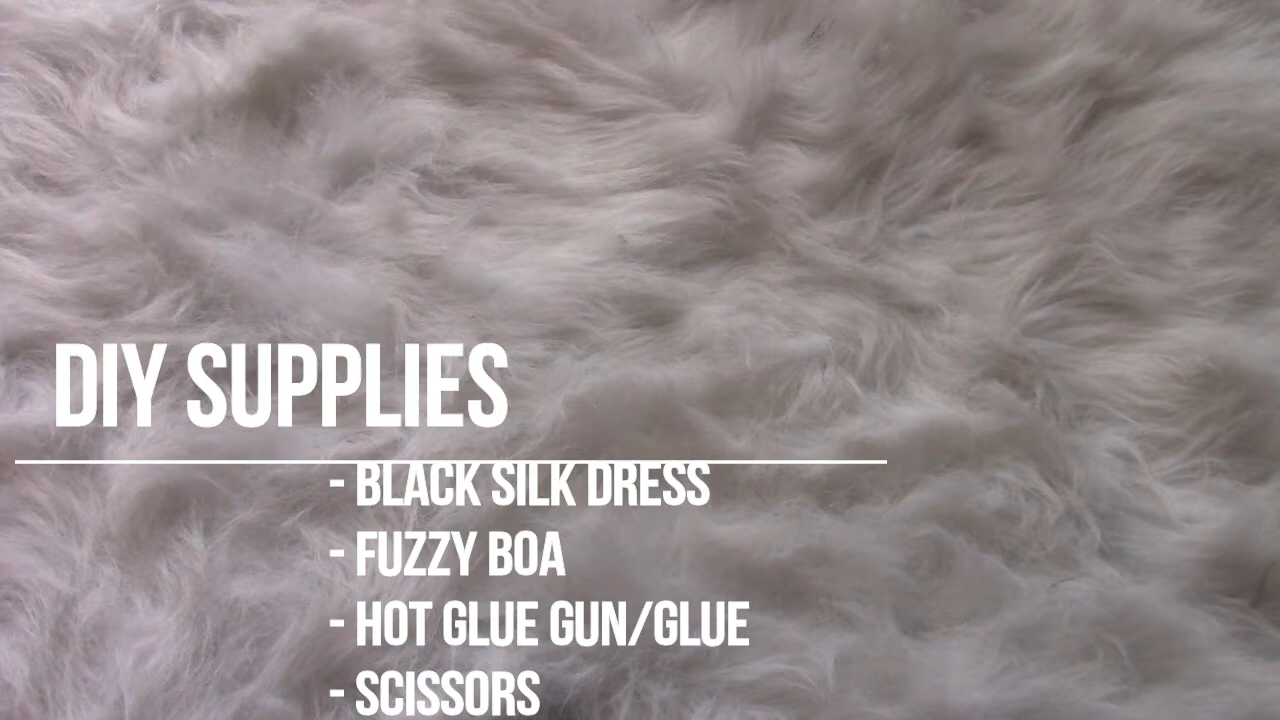 DIY SUPPLIES
- BLACK SILK DRESS
- FUZZY BOA
- HOT GLUE GUN/GLUE
- SCISSORS